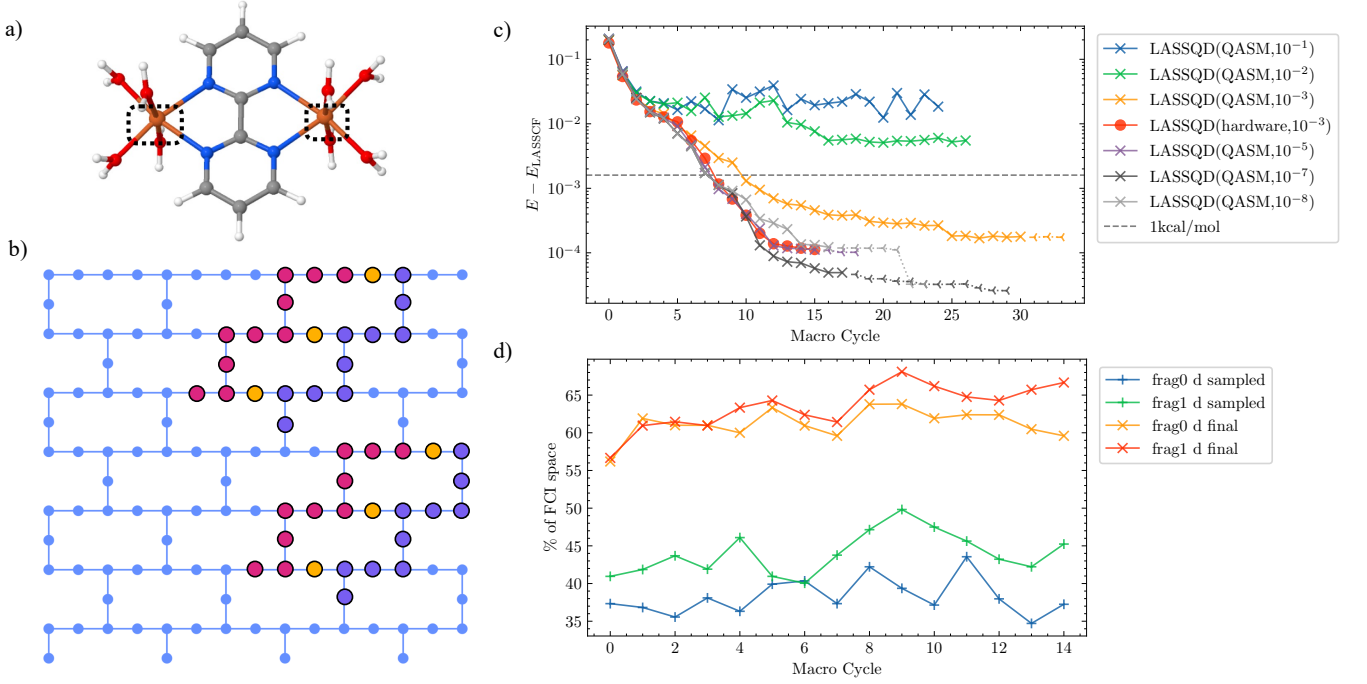 a)
b)
c)
10⁻¹
10⁻²
10⁻³
10⁻⁴
E − E_LASSCF
0 5 10 15 20 25 30
Macro Cycle
LASSQD(QASM,10⁻¹)
LASSQD(QASM,10⁻²)
LASSQD(QASM,10⁻³)
LASSQD(hardware,10⁻³)
LASSQD(QASM,10⁻⁵)
LASSQD(QASM,10⁻⁷)
LASSQD(QASM,10⁻⁸)
1kcal/mol
d)
65
60
55
50
45
40
35
% of FCI space
0 2 4 6 8 10 12 14
Macro Cycle
frag0 d sampled
frag1 d sampled
frag0 d final
frag1 d final